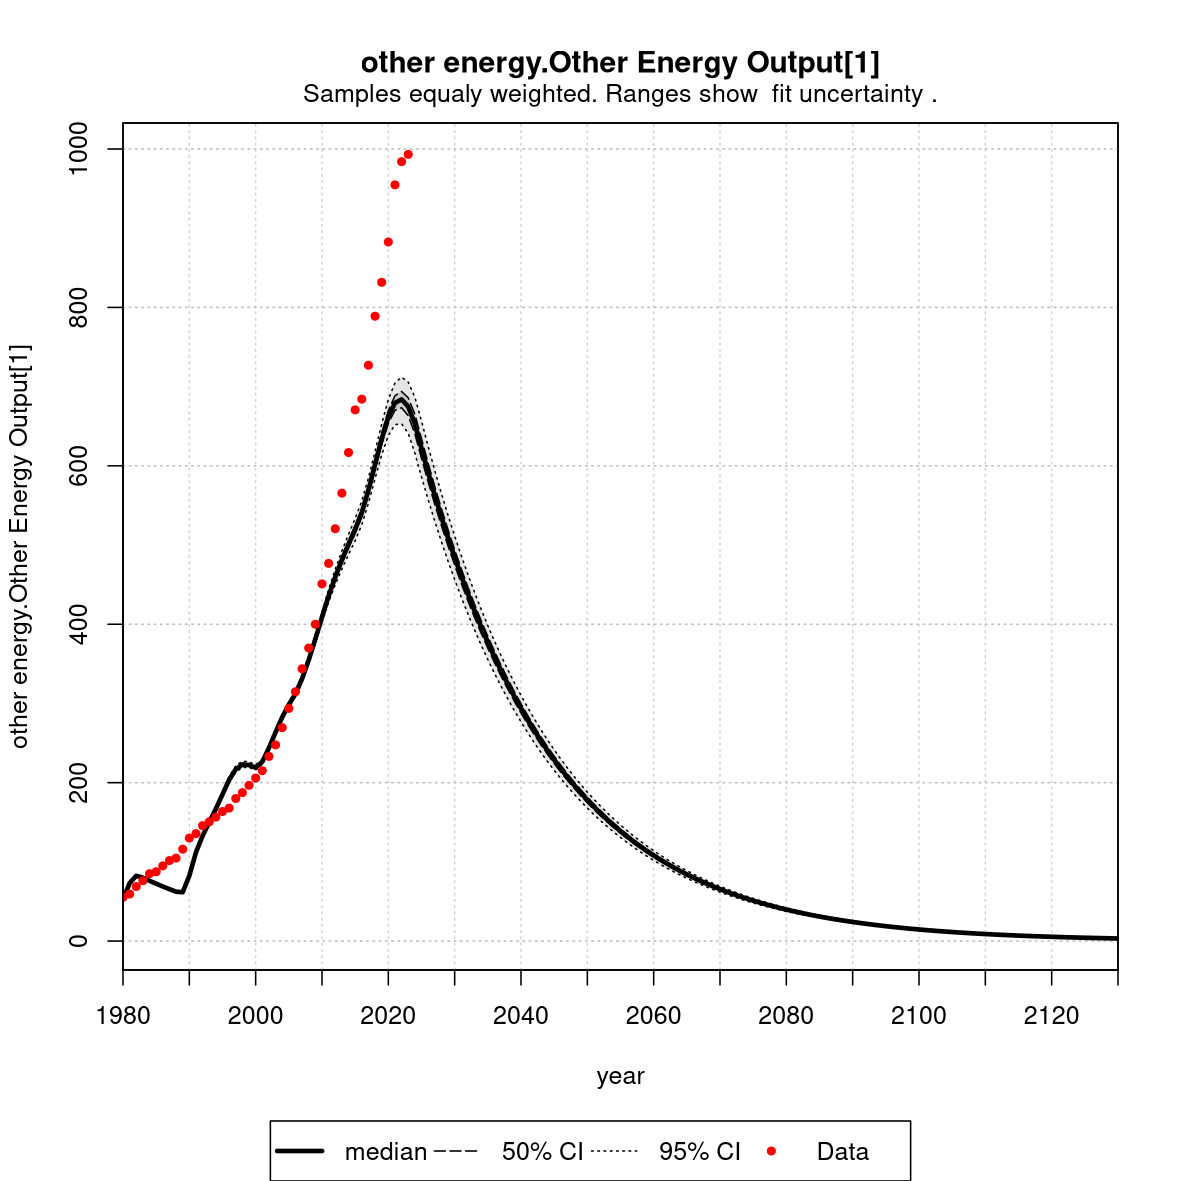 other energy.Other Energy Output[1]
Samples equaly weighted. Ranges show  fit uncertainty .
other energy.Other Energy Output[1]
1000
800
600
400
200
0
1980 2000 2020 2040 2060 2080 2100 2120
year
median 50% CI 95% CI Data